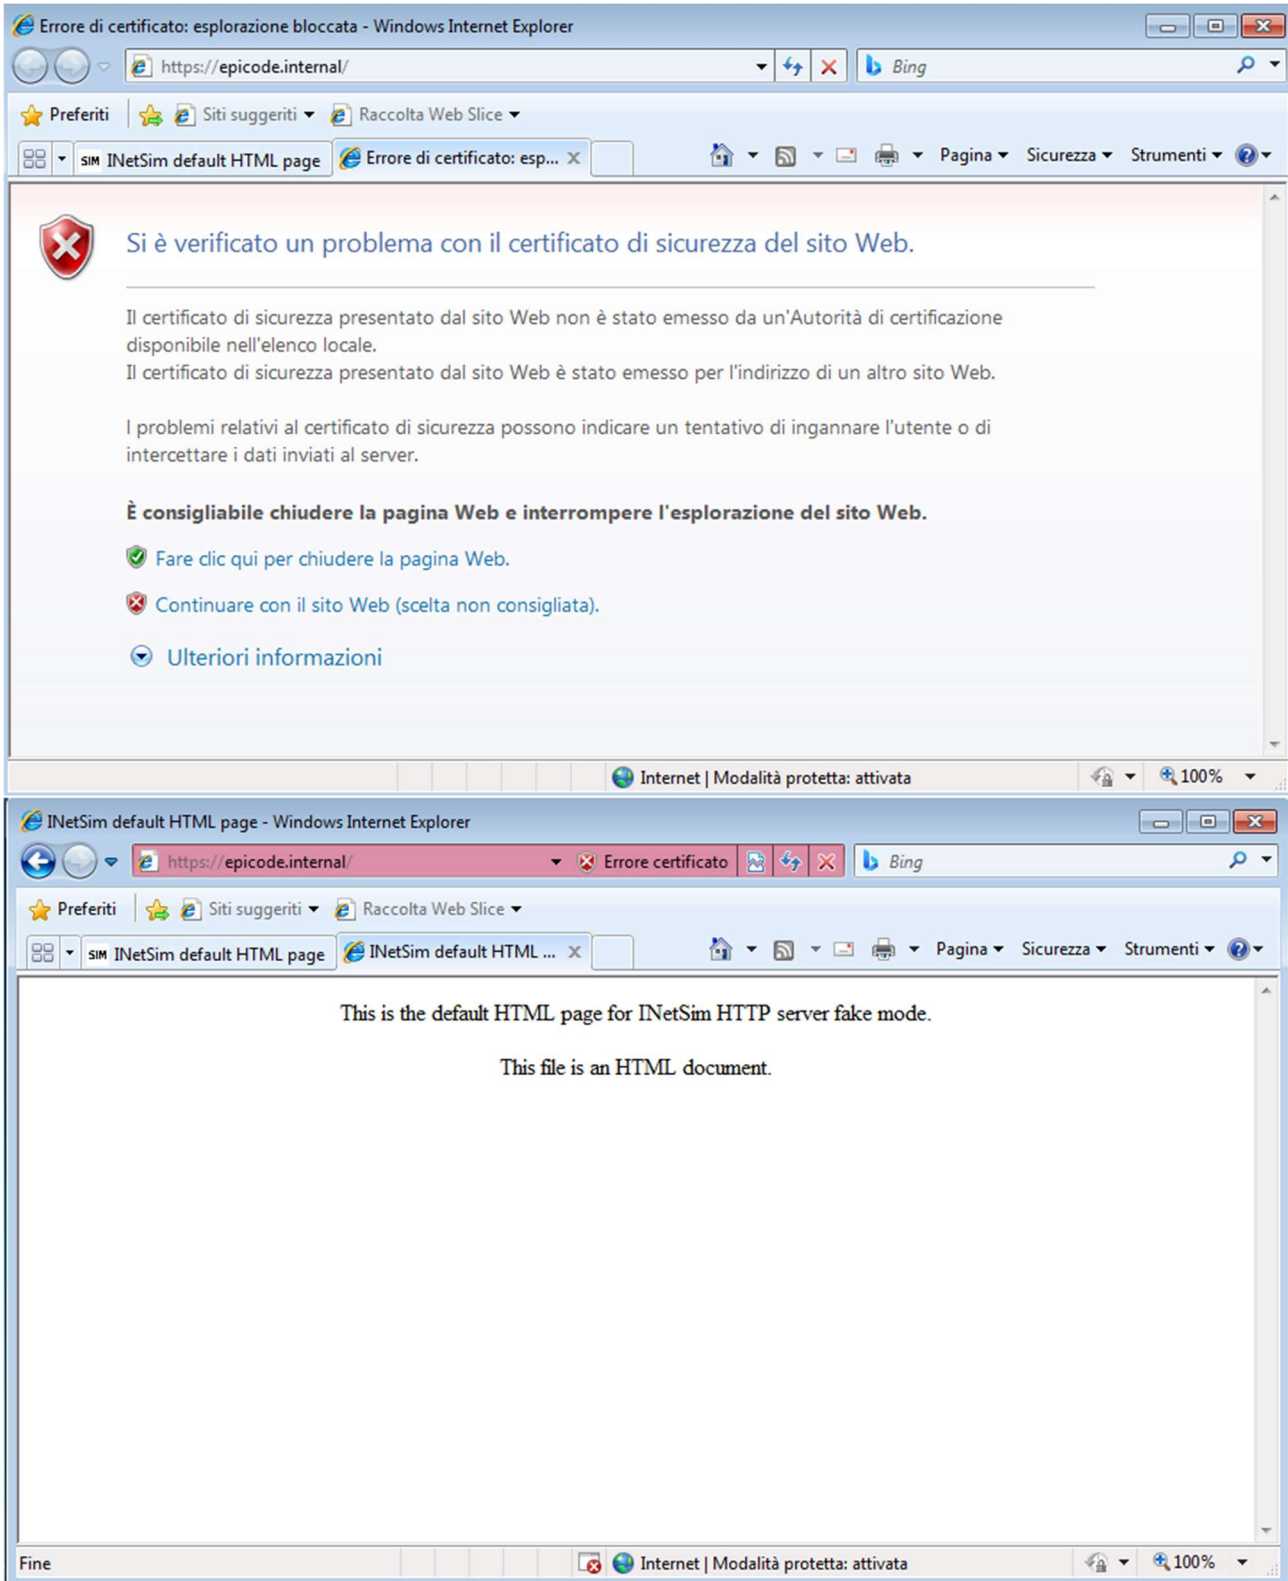 Errore di certificato: esplorazione bloccata - Windows Internet Explorer
https://epicode.internal/
Bing
Preferiti
Siti suggeriti
Raccolta Web Slice
SIM INetSim default HTML page
Errore di certificato: esp...
Pagina
Sicurezza
Strumenti
Si è verificato un problema con il certificato di sicurezza del sito Web.
Il certificato di sicurezza presentato dal sito Web non è stato emesso da un'Autorità di certificazione
disponibile nell'elenco locale.
Il certificato di sicurezza presentato dal sito Web è stato emesso per l'indirizzo di un altro sito Web.
I problemi relativi al certificato di sicurezza possono indicare un tentativo di ingannare l'utente o di
intercettare i dati inviati al server.
È consigliabile chiudere la pagina Web e interrompere l'esplorazione del sito Web.
Fare clic qui per chiudere la pagina Web.
Continuare con il sito Web (scelta non consigliata).
Ulteriori informazioni
Internet | Modalità protetta: attivata
100%
INetSim default HTML page - Windows Internet Explorer
https://epicode.internal/
Errore certificato
Bing
Preferiti
Siti suggeriti
Raccolta Web Slice
SIM INetSim default HTML page
INetSim default HTML ...
Pagina
Sicurezza
Strumenti
This is the default HTML page for INetSim HTTP server fake mode.
This file is an HTML document.
Fine
Internet | Modalità protetta: attivata
100%